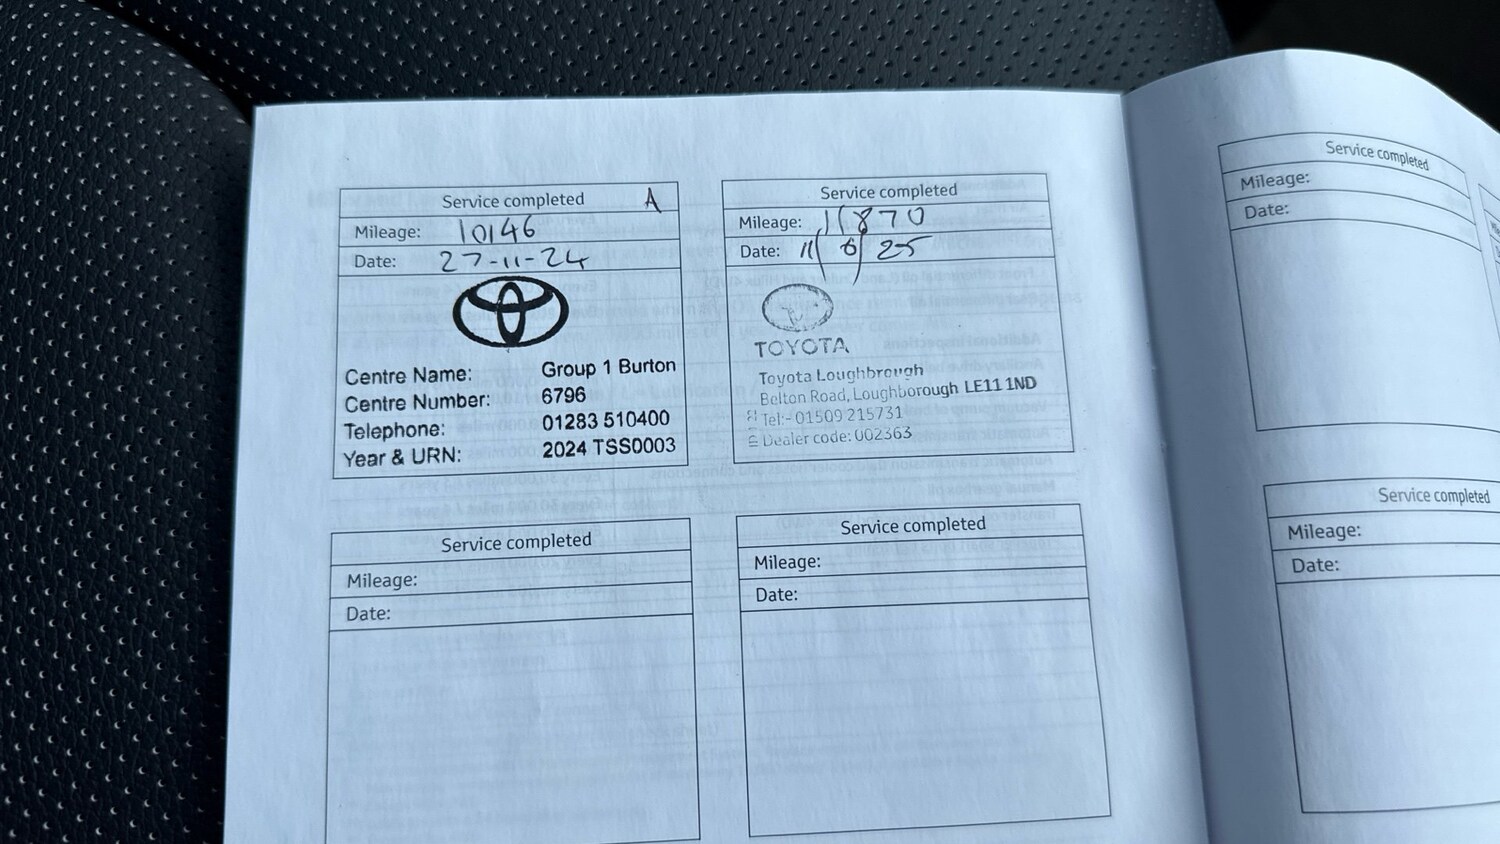 Service completed A
Mileage: 10146
Date: 27-11-24
Centre Name: Group 1 Burton
Centre Number: 6796
Telephone: 01283 510400
Year & URN: 2024 TSS0003
Service completed
Mileage: 11870
Date: 11/6/25
TOYOTA
Toyota Loughbrough
Belton Road, Loughborough LE11 1ND
Tel:- 01509 215731
Dealer code: 002363
Service completed
Mileage:
Date:
Service completed
Mileage:
Date:
Service completed
Mileage:
Date:
Service completed
Mileage:
Date: